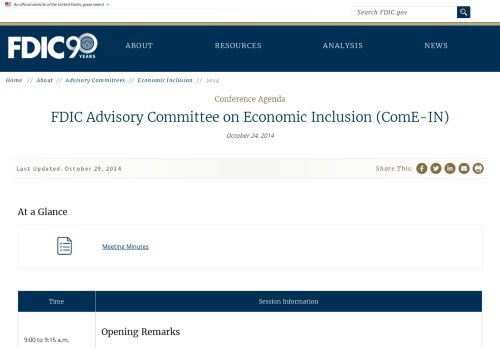 An official website of the United States government
Search FDIC.gov
FDIC90
YEARS
ABOUT
RESOURCES
ANALYSIS
NEWS
Home // About // Advisory Committees // Economic Inclusion // 2014
Conference Agenda
FDIC Advisory Committee on Economic Inclusion (ComE-IN)
October 24, 2014
Last Updated: October 29, 2014
Share This:
At a Glance
Meeting Minutes
Time
Session Information
Opening Remarks
9:00 to 9:15 a.m.